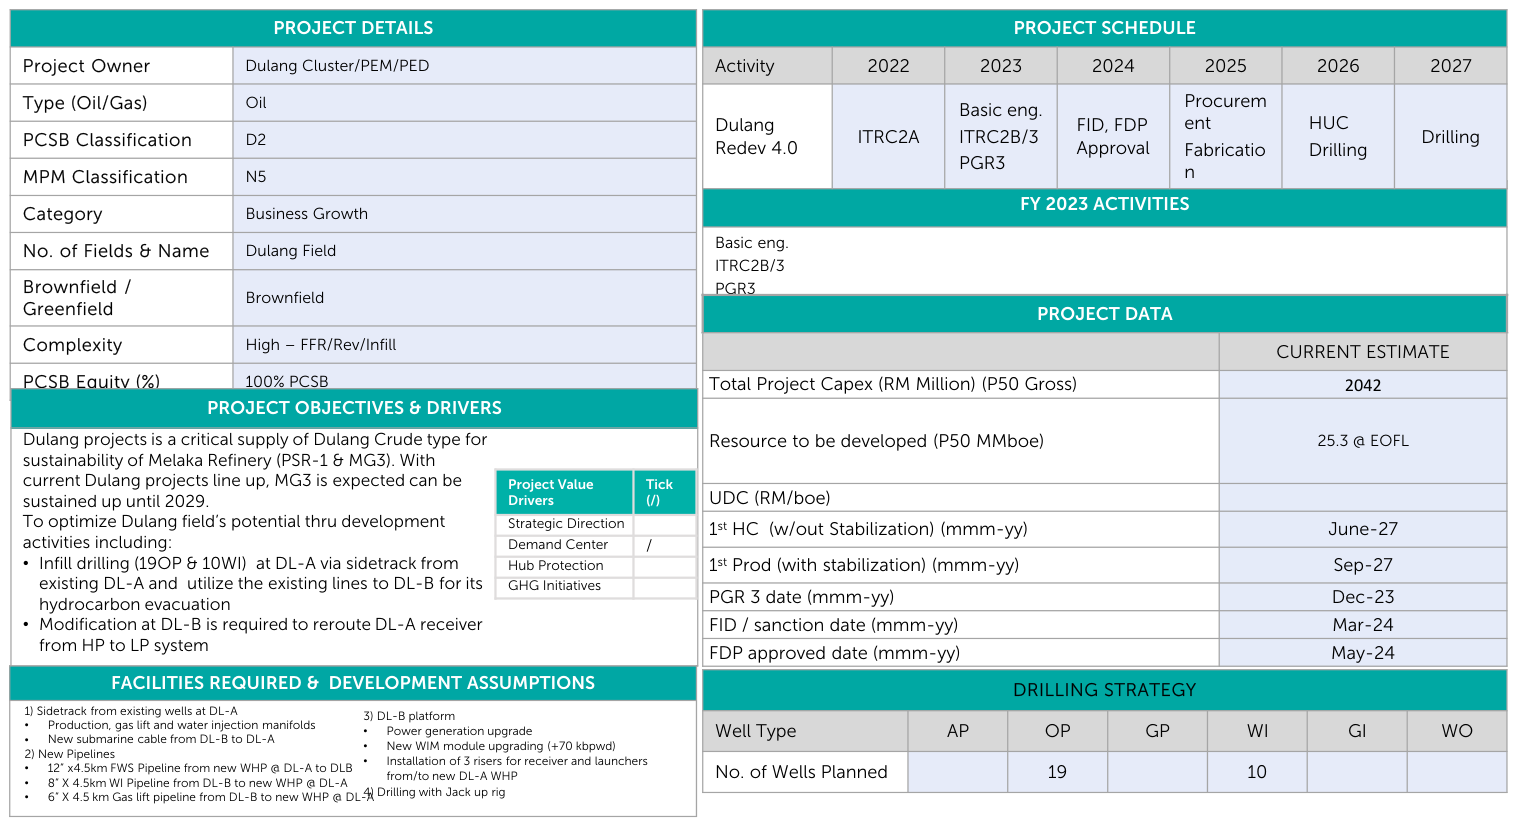 PROJECT DETAILS
Project Owner Dulang Cluster/PEM/PED
Type (Oil/Gas) Oil
PCSB Classification D2
MPM Classification N5
Category Business Growth
No. of Fields & Name Dulang Field
Brownfield /
Greenfield
Brownfield
Complexity High – FFR/Rev/Infill
PCSB Equity (%) 100% PCSB
PROJECT OBJECTIVES & DRIVERS
Dulang projects is a critical supply of Dulang Crude type for
sustainability of Melaka Refinery (PSR-1 & MG3). With
current Dulang projects line up, MG3 is expected can be
sustained up until 2029.
To optimize Dulang field's potential thru development
activities including:
• Infill drilling (19OP & 10WI) at DL-A via sidetrack from
existing DL-A and utilize the existing lines to DL-B for its
hydrocarbon evacuation
• Modification at DL-B is required to reroute DL-A receiver
from HP to LP system
Project Value
Drivers
Tick
(/)
Strategic Direction
Demand Center /
Hub Protection
GHG Initiatives
FACILITIES REQUIRED & DEVELOPMENT ASSUMPTIONS
1) Sidetrack from existing wells at DL-A
• Production, gas lift and water injection manifolds
• New submarine cable from DL-B to DL-A
2) New Pipelines
• 12" x4.5km FWS Pipeline from new WHP @ DL-A to DLB
• 8" X 4.5km WI Pipeline from DL-B to new WHP @ DL-A
• 6" X 4.5 km Gas lift pipeline from DL-B to new WHP @ DL-A
3) DL-B platform
• Power generation upgrade
• New WIM module upgrading (+70 kbpwd)
• Installation of 3 risers for receiver and launchers
from/to new DL-A WHP
4) Drilling with Jack up rig
PROJECT SCHEDULE
Activity 2022 2023 2024 2025 2026 2027
Dulang
Redev 4.0
ITRC2A
Basic eng.
ITRC2B/3
PGR3
FID, FDP
Approval
Procurem
ent
Fabricatio
n
HUC
Drilling
Drilling
FY 2023 ACTIVITIES
Basic eng.
ITRC2B/3
PGR3
PROJECT DATA
CURRENT ESTIMATE
Total Project Capex (RM Million) (P50 Gross) 2042
Resource to be developed (P50 MMboe) 25.3 @ EOFL
UDC (RM/boe)
1st HC (w/out Stabilization) (mmm-yy) June-27
1st Prod (with stabilization) (mmm-yy) Sep-27
PGR 3 date (mmm-yy) Dec-23
FID / sanction date (mmm-yy) Mar-24
FDP approved date (mmm-yy) May-24
DRILLING STRATEGY
Well Type AP OP GP WI GI WO
No. of Wells Planned 19 10